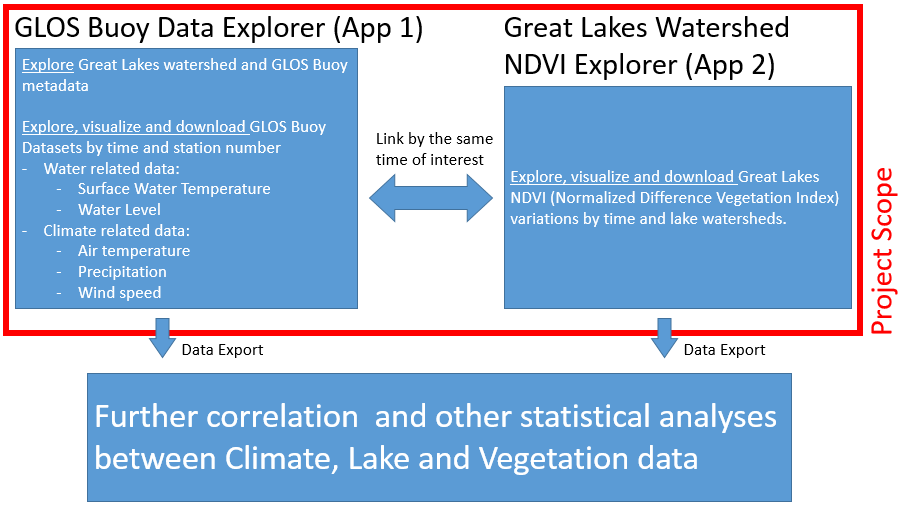 GLOS Buoy Data Explorer (App 1)
Explore Great Lakes watershed and GLOS Buoy
metadata
Explore, visualize and download GLOS Buoy
Datasets by time and station number
- Water related data:
- Surface Water Temperature
- Water Level
- Climate related data:
- Air temperature
- Precipitation
- Wind speed
Link by the same
time of interest
Great Lakes Watershed
NDVI Explorer (App 2)
Explore, visualize and download Great Lakes
NDVI (Normalized Difference Vegetation Index)
variations by time and lake watersheds.
Project Scope
Data Export
Data Export
Further correlation and other statistical analyses
between Climate, Lake and Vegetation data